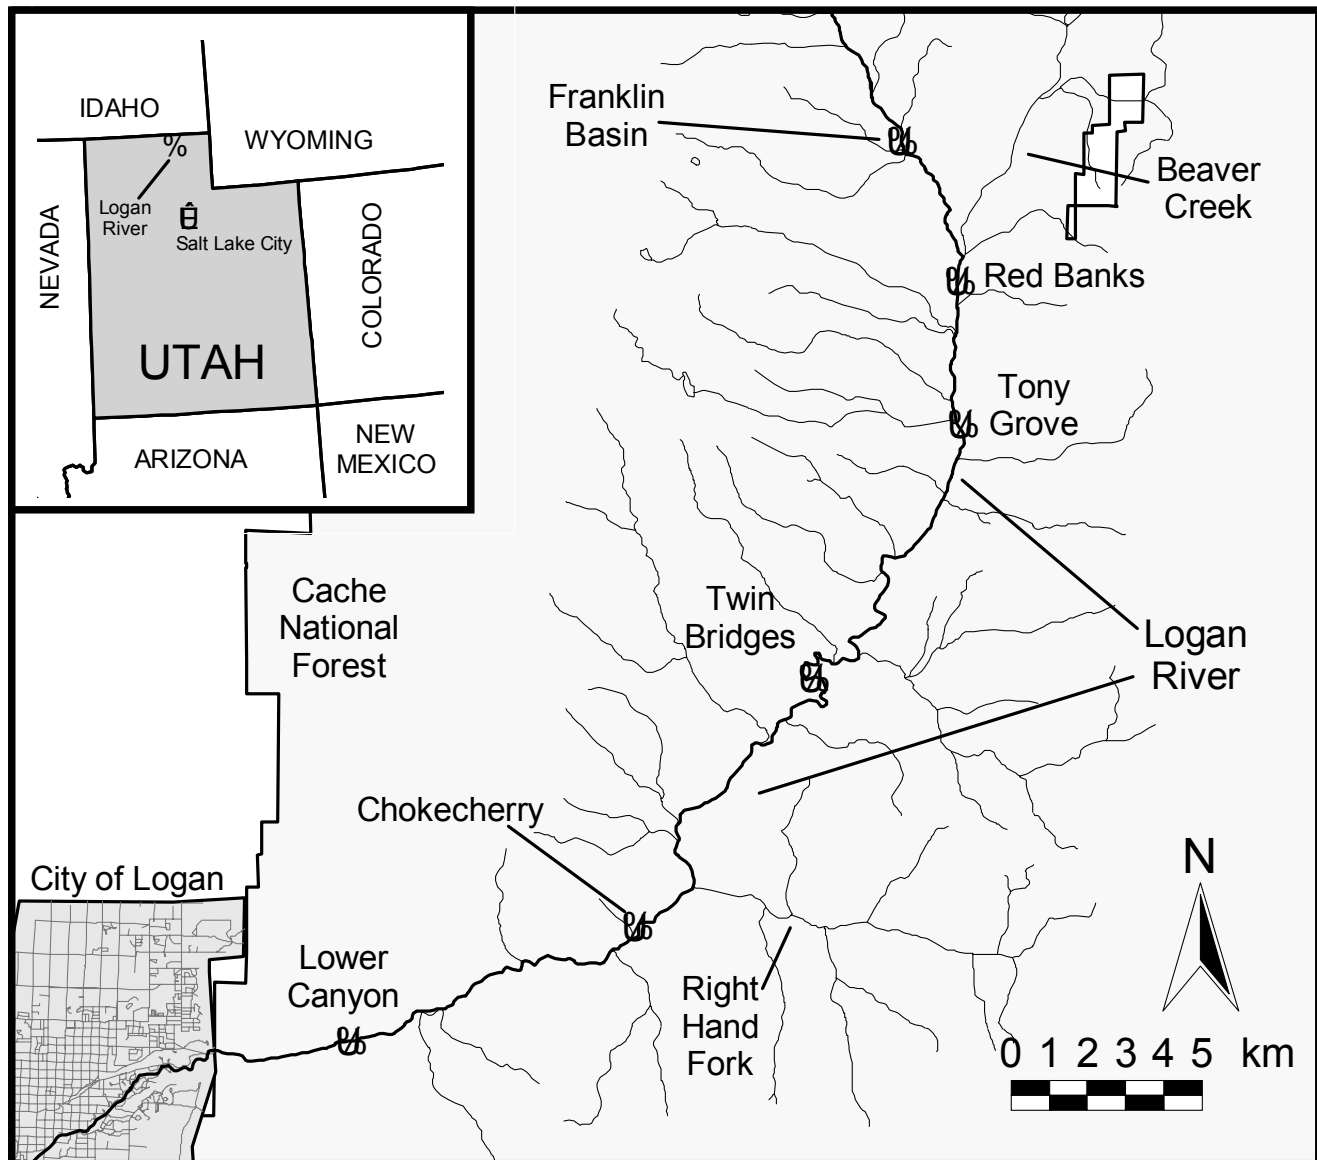 IDAHO
WYOMING
%
Logan
River
Salt Lake City
NEVADA
COLORADO
UTAH
ARIZONA
NEW
MEXICO
Franklin
Basin
Beaver
Creek
Red Banks
Tony
Grove
Cache
National
Forest
Twin
Bridges
Logan
River
Chokecherry
City of Logan
Lower
Canyon
Right
Hand
Fork
N
0 1 2 3 4 5 km